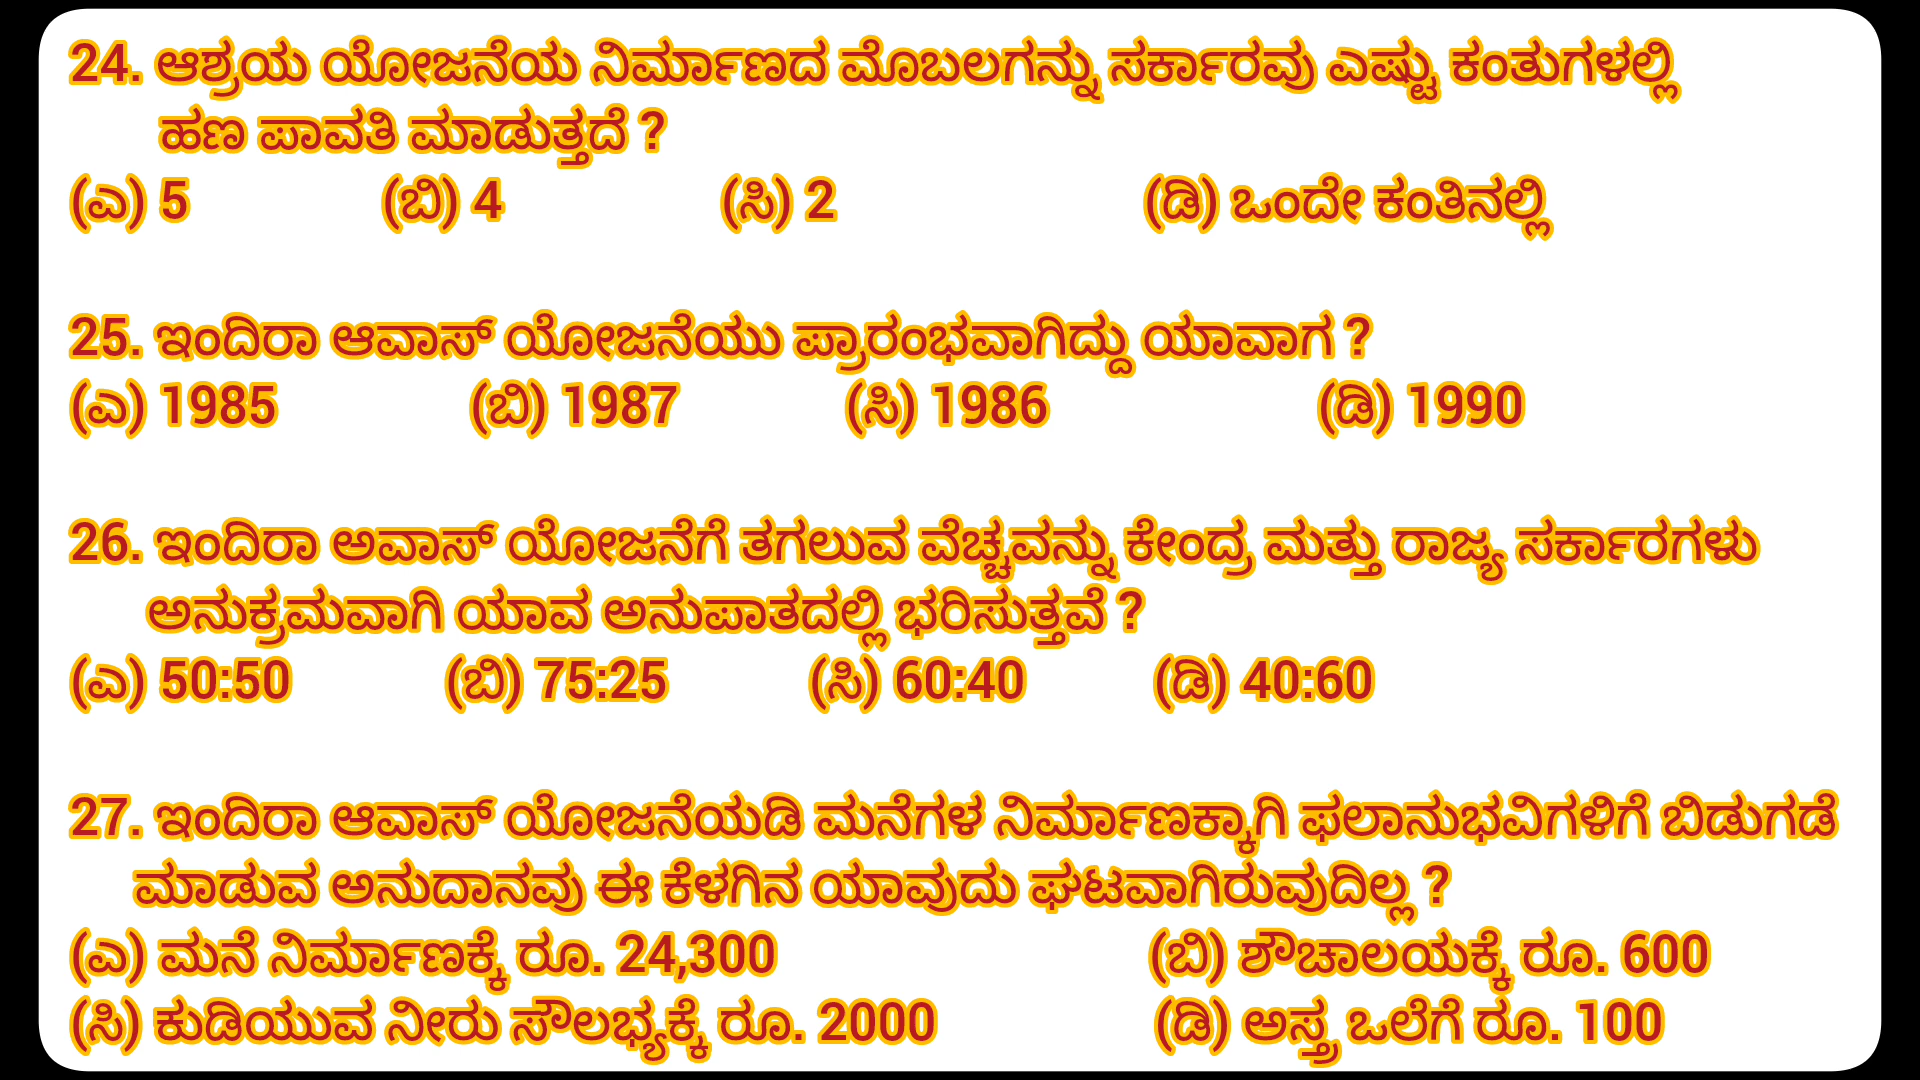 24. ಆಶ್ರಯ ಯೋಜನೆಯ ನಿರ್ಮಾಣದ ಮೊಬಲಗನ್ನು ಸರ್ಕಾರವು ಎಷ್ಟು ಕಂತುಗಳಲ್ಲಿ
ಹಣ ಪಾವತಿ ಮಾಡುತ್ತದೆ ?
(ಎ) 5 (ಬಿ) 4 (ಸಿ) 2 (ಡಿ) ಒಂದೇ ಕಂತಿನಲ್ಲಿ
25. ಇಂದಿರಾ ಆವಾಸ್ ಯೋಜನೆಯು ಪ್ರಾರಂಭವಾಗಿದ್ದು ಯಾವಾಗ ?
(ಎ) 1985 (ಬಿ) 1987 (ಸಿ) 1986 (ಡಿ) 1990
26. ಇಂದಿರಾ ಅವಾಸ್ ಯೋಜನೆಗೆ ತಗಲುವ ವೆಚ್ಚವನ್ನು ಕೇಂದ್ರ ಮತ್ತು ರಾಜ್ಯ ಸರ್ಕಾರಗಳು
ಅನುಕ್ರಮವಾಗಿ ಯಾವ ಅನುಪಾತದಲ್ಲಿ ಭರಿಸುತ್ತವೆ ?
(ಎ) 50:50 (ಬಿ) 75:25 (ಸಿ) 60:40 (ಡಿ) 40:60
27. ಇಂದಿರಾ ಆವಾಸ್ ಯೋಜನೆಯಡಿ ಮನೆಗಳ ನಿರ್ಮಾಣಕ್ಕಾಗಿ ಫಲಾನುಭವಿಗಳಿಗೆ ಬಿಡುಗಡೆ
ಮಾಡುವ ಅನುದಾನವು ಈ ಕೆಳಗಿನ ಯಾವುದು ಘಟವಾಗಿರುವುದಿಲ್ಲ ?
(ಎ) ಮನೆ ನಿರ್ಮಾಣಕ್ಕೆ ರೂ. 24,300 (ಬಿ) ಶೌಚಾಲಯಕ್ಕೆ ರೂ. 600
(ಸಿ) ಕುಡಿಯುವ ನೀರು ಸೌಲಭ್ಯಕ್ಕೆ ರೂ. 2000 (ಡಿ) ಅಸ್ತ್ರ ಒಲೆಗೆ ರೂ. 100